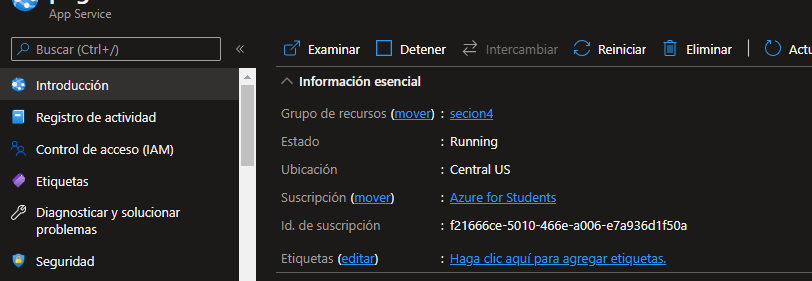 App Service
Buscar (Ctrl+/)
«
Introducción
Registro de actividad
Control de acceso (IAM)
Etiquetas
Diagnosticar y solucionar
problemas
Seguridad
Examinar
Detener
Intercambiar
Reiniciar
Eliminar
Actu
Información esencial
Grupo de recursos (mover) : secion4
Estado : Running
Ubicación : Central US
Suscripción (mover) : Azure for Students
Id. de suscripción : f21666ce-5010-466e-a006-e7a936d1f50a
Etiquetas (editar) : Haga clic aquí para agregar etiquetas.